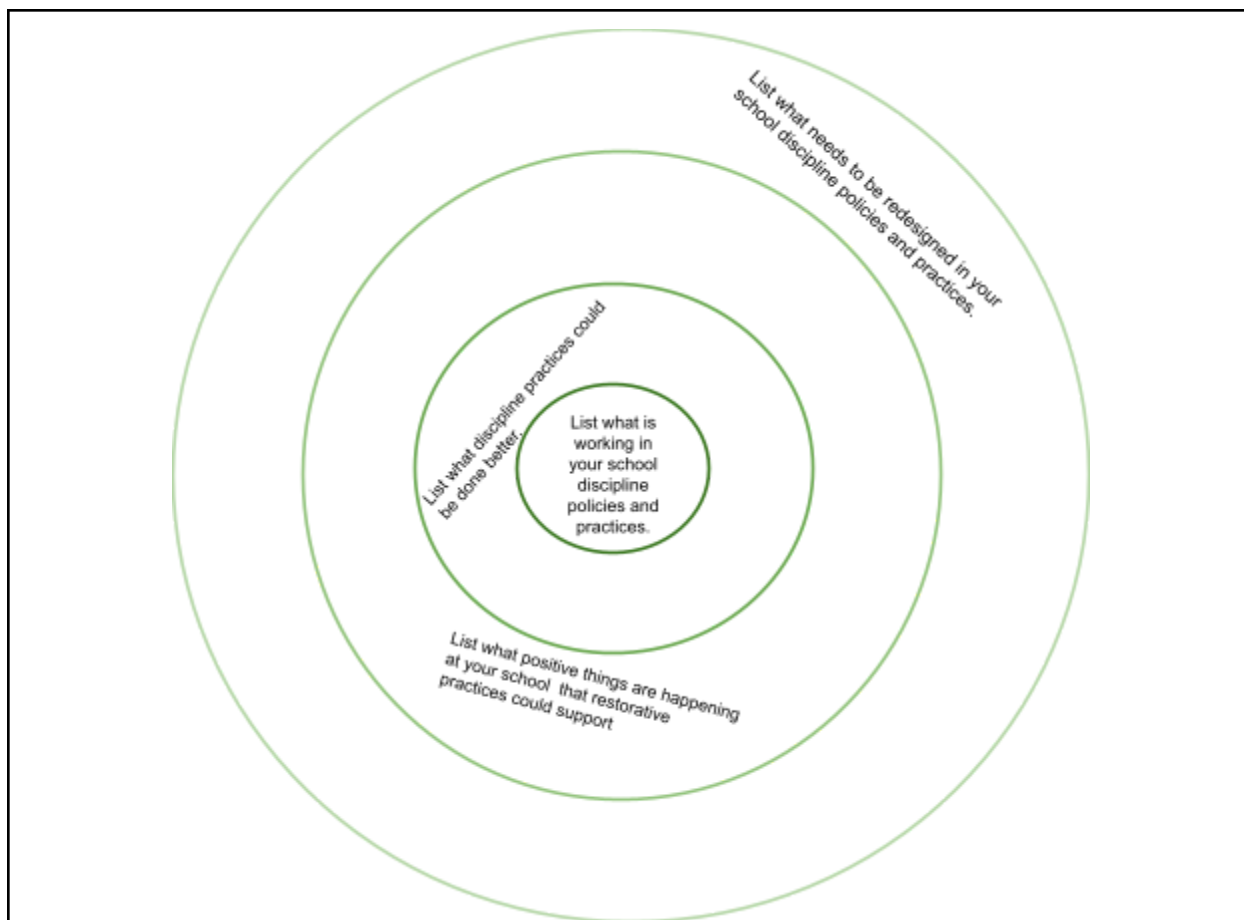 List what needs to be redesigned in your
school discipline policies and practices.
List what discipline practices could
be done better.
List what is
working in
your school
discipline
policies and
practices.
List what positive things are happening
at your school that restorative
practices could support